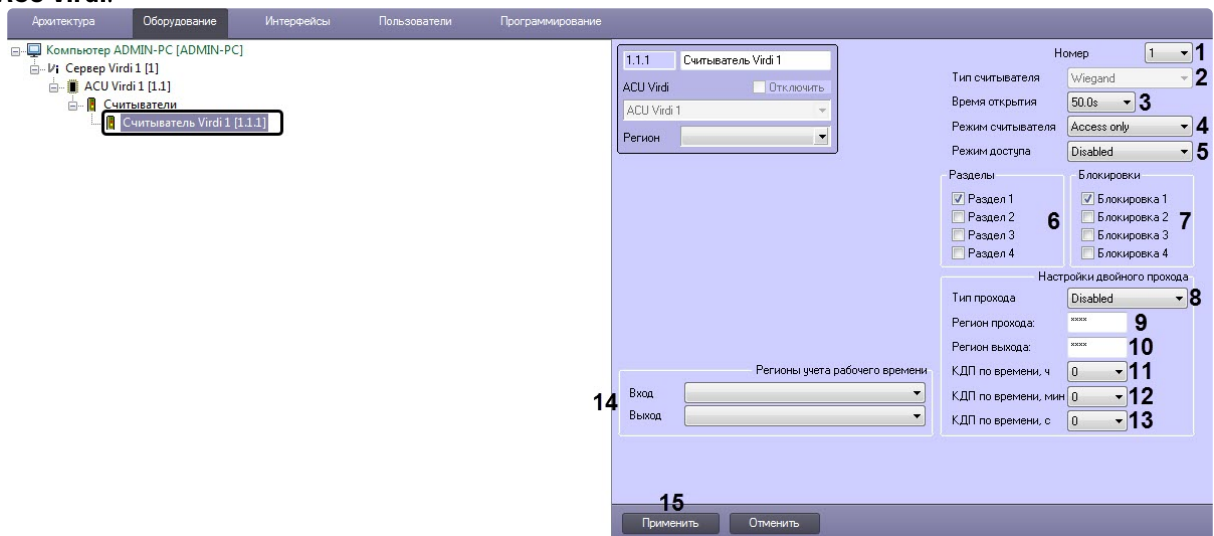 Архитектура Оборудование Интерфейсы Пользователи Программирование
Компьютер ADMIN-PC [ADMIN-PC]
Сервер Virdi 1 [1]
ACU Virdi 1 [1.1]
Считыватели
Считыватель Virdi 1 [1.1.1]
1.1.1 Считыватель Virdi 1
ACU Virdi Отключить
ACU Virdi 1
Регион
Номер 1 1
Тип считывателя Wiegand 2
Время открытия 50.0s 3
Режим считывателя Access only 4
Режим доступа Disabled 5
Разделы Блокировки
Раздел 1 Блокировка 1
Раздел 2 6 Блокировка 2 7
Раздел 3 Блокировка 3
Раздел 4 Блокировка 4
Настройки двойного прохода
Тип прохода Disabled 8
Регион прохода: **** 9
Регион выхода: **** 10
КДП по времени, ч 0 11
КДП по времени, мин 0 12
КДП по времени, с 0 13
Регионы учета рабочего времени
14 Вход
Выход
15
Применить Отменить